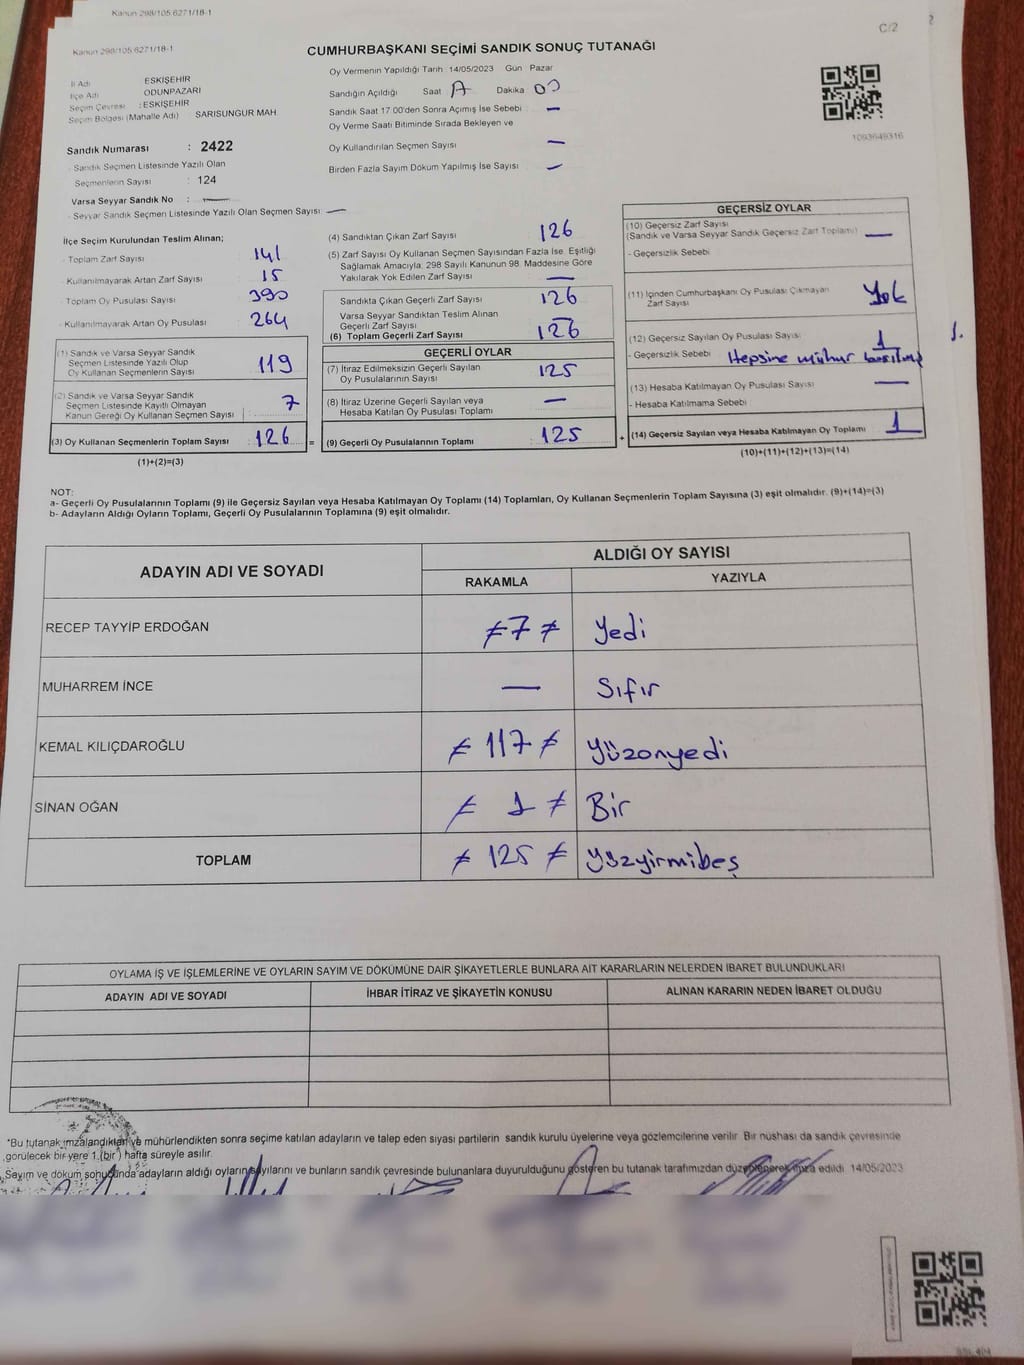 Kanun 298/105 6271/18-1
Kanun 298/105 6271/18-1
C/2
CUMHURBAŞKANI SEÇİMİ SANDIK SONUÇ TUTANAĞI
İl Adı ESKİŞEHİR
İlçe Adı ODUNPAZARI
Seçim Çevresi : ESKİŞEHİR
Seçim Bölgesi (Mahalle Adı) SARISUNGUR MAH.
Sandık Numarası : 2422
Sandık Seçmen Listesinde Yazılı Olan
Seçmenlerin Sayısı : 124
Varsa Seyyar Sandık No : —
- Seyyar Sandık Seçmen Listesinde Yazılı Olan Seçmen Sayısı: —
Oy Vermenin Yapıldığı Tarih 14/05/2023 Gün Pazar
Sandığın Açıldığı Saat Dakika
Sandık Saat 17.00'den Sonra Açımış İse Sebebi —
Oy Verme Saati Bitiminde Sırada Bekleyen ve
Oy Kullandırılan Seçmen Sayısı —
Birden Fazla Sayım Döküm Yapılmış İse Sayısı —
1093649316
İlçe Seçim Kurulundan Teslim Alınan;
- Toplam Zarf Sayısı 141
- Kullanılmayarak Artan Zarf Sayısı 15
- Toplam Oy Pusulası Sayısı 390
- Kullanılmayarak Artan Oy Pusulası 264
(1) Sandık ve Varsa Seyyar Sandık
Seçmen Listesinde Yazılı Olup
Oy Kullanan Seçmenlerin Sayısı 119
(2) Sandık ve Varsa Seyyar Sandık
Seçmen Listesinde Kayıtlı Olmayan
Kanun Gereği Oy Kullanan Seçmen Sayısı 7
(3) Oy Kullanan Seçmenlerin Toplam Sayısı 126 =
(1)+(2)=(3)
(4) Sandıktan Çıkan Zarf Sayısı 126
(5) Zarf Sayısı Oy Kullanan Seçmen Sayısından Fazla İse, Eşitliği
Sağlamak Amacıyla, 298 Sayılı Kanunun 98. Maddesine Göre
Yakılarak Yok Edilen Zarf Sayısı —
Sandıkta Çıkan Geçerli Zarf Sayısı 126
Varsa Seyyar Sandıktan Teslim Alınan
Geçerli Zarf Sayısı
(6) Toplam Geçerli Zarf Sayısı 126
GEÇERLİ OYLAR
(7) İtiraz Edilmeksizin Geçerli Sayılan
Oy Pusulalarının Sayısı 125
(8) İtiraz Üzerine Geçerli Sayılan veya
Hesaba Katılan Oy Pusulası Toplamı —
(9) Geçerli Oy Pusulalarının Toplamı 125 +
GEÇERSİZ OYLAR
(10) Geçersiz Zarf Sayısı
(Sandık ve Varsa Seyyar Sandık Geçersiz Zarf Toplamı) —
- Geçersizlik Sebebi
(11) İçinden Cumhurbaşkanı Oy Pusulası Çıkmayan
Zarf Sayısı Yok
(12) Geçersiz Sayılan Oy Pusulası Sayısı 1
- Geçersizlik Sebebi Hepsine mühür basılmış
(13) Hesaba Katılmayan Oy Pusulası Sayısı —
- Hesaba Katılmama Sebebi
(14) Geçersiz Sayılan veya Hesaba Katılmayan Oy Toplamı 1
(10)+(11)+(12)+(13)=(14)
NOT:
a- Geçerli Oy Pusulalarının Toplamı (9) ile Geçersiz Sayılan veya Hesaba Katılmayan Oy Toplamı (14) Toplamları, Oy Kullanan Seçmenlerin Toplam Sayısına (3) eşit olmalıdır. (9)+(14)=(3)
b- Adayların Aldığı Oyların Toplamı, Geçerli Oy Pusulalarının Toplamına (9) eşit olmalıdır.
ADAYIN ADI VE SOYADI
ALDIĞI OY SAYISI
RAKAMLA YAZIYLA
RECEP TAYYİP ERDOĞAN ≠7≠ Yedi
MUHARREM İNCE — Sıfır
KEMAL KILIÇDAROĞLU ≠117≠ Yüzonyedi
SİNAN OĞAN ≠1≠ Bir
TOPLAM ≠125≠ Yüzyirmibeş
OYLAMA İŞ VE İŞLEMLERİNE VE OYLARIN SAYIM VE DÖKÜMÜNE DAİR ŞİKAYETLERLE BUNLARA AİT KARARLARIN NELERDEN İBARET BULUNDUKLARI
ADAYIN ADI VE SOYADI İHBAR İTİRAZ VE ŞİKAYETİN KONUSU ALINAN KARARIN NEDEN İBARET OLDUĞU
*Bu tutanak imzalandıktan ve mühürlendikten sonra seçime katılan adayların ve talep eden siyasi partilerin sandık kurulu üyelerine veya gözlemcilerine verilir. Bir nüshası da sandık çevresinde
görülecek bir yere 1 (bir) hafta süreyle asılır.
Sayım ve döküm sonucunda adayların aldığı oyların sayılarını ve bunların sandık çevresinde bulunanlara duyurulduğunu gösteren bu tutanak tarafımızdan düzenlenerek imza edildi. 14/05/2023